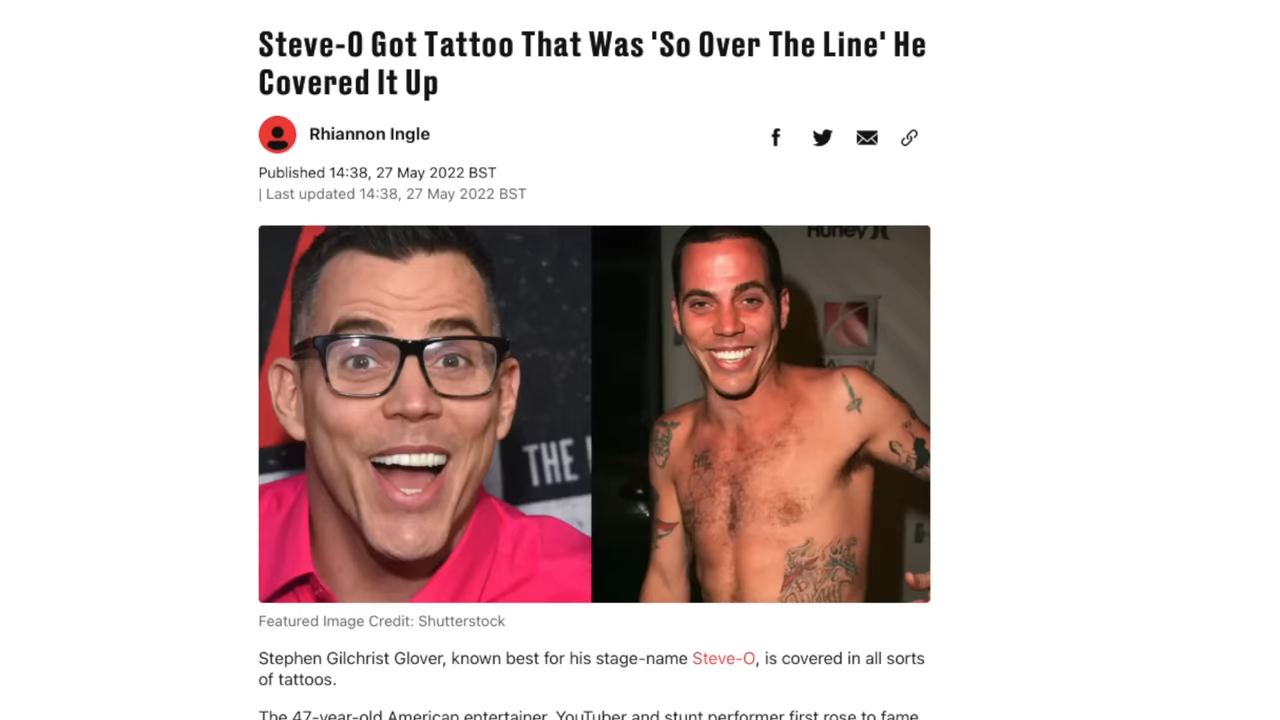 Steve-O Got Tattoo That Was 'So Over The Line' He
Covered It Up
Rhiannon Ingle
Published 14:38, 27 May 2022 BST
| Last updated 14:38, 27 May 2022 BST
Hurley
THE
Featured Image Credit: Shutterstock
Stephen Gilchrist Glover, known best for his stage-name Steve-O, is covered in all sorts
of tattoos.
The 47-year-old American entertainer, YouTuber and stunt performer first rose to fame